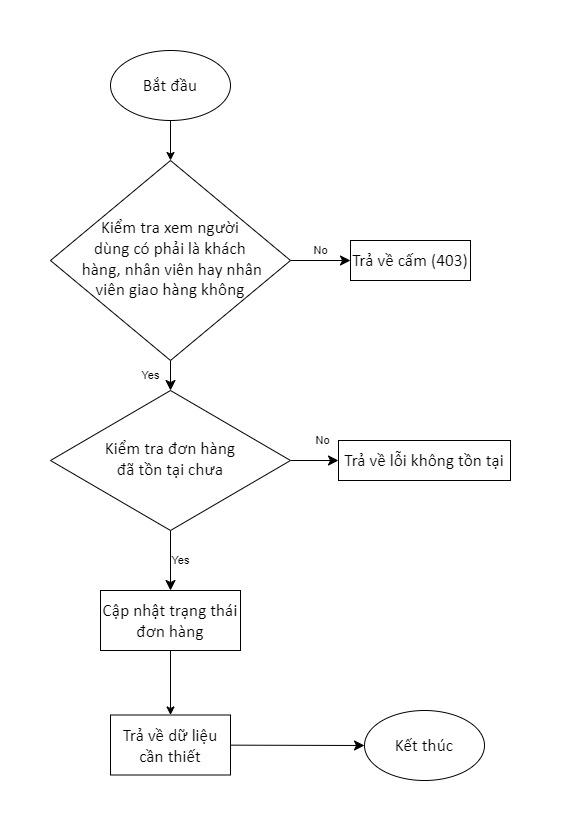 Bắt đầu
Kiểm tra xem người
dùng có phải là khách
hàng, nhân viên hay nhân
viên giao hàng không
No
Trả về cấm (403)
Yes
Kiểm tra đơn hàng
đã tồn tại chưa
No
Trả về lỗi không tồn tại
Yes
Cập nhật trạng thái
đơn hàng
Trả về dữ liệu
cần thiết
Kết thúc